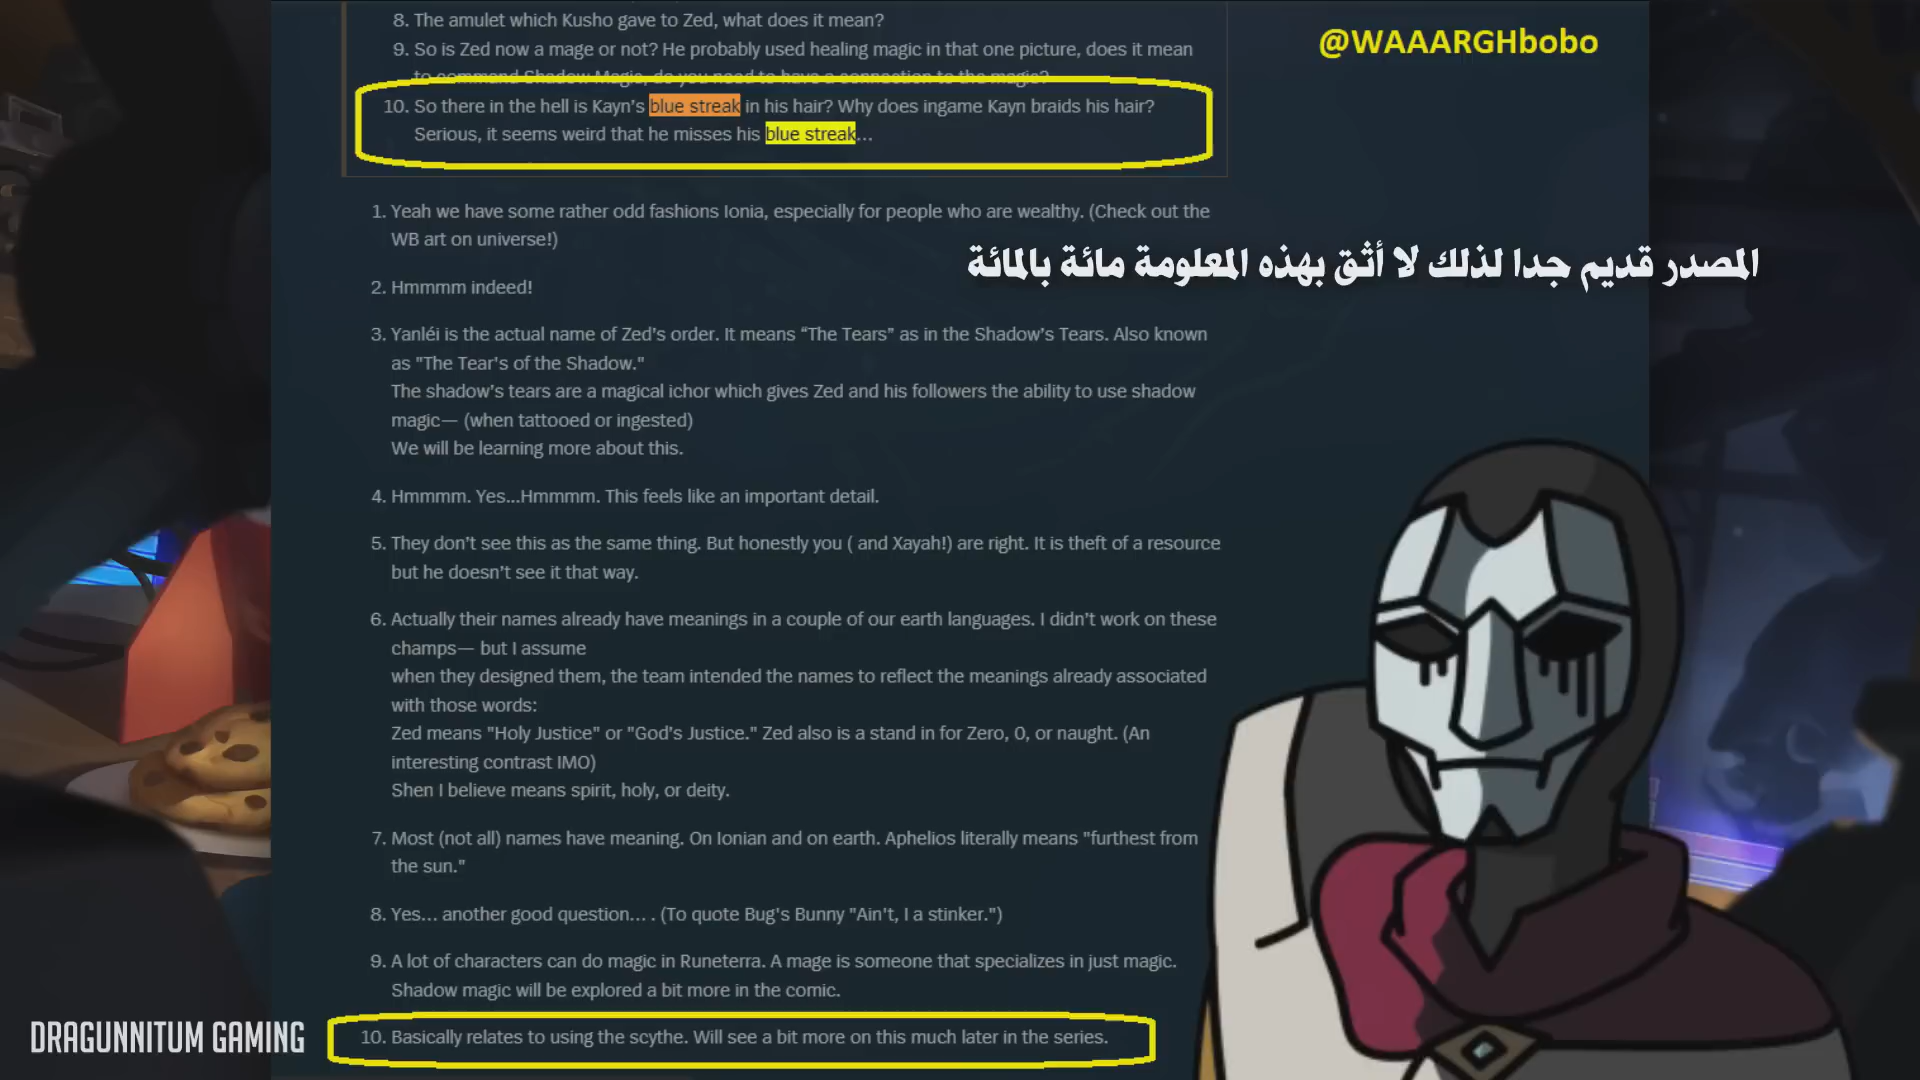 8. The amulet which Kusho gave to Zed, what does it mean?
9. So is Zed now a mage or not? He probably used healing magic in that one picture, does it mean
to command Shadow Magic, do you need to have a connection to the magic?
10. So there in the hell is Kayn's blue streak in his hair? Why does ingame Kayn braids his hair?
Serious, it seems weird that he misses his blue streak...
@WAAARGHbobo
1. Yeah we have some rather odd fashions Ionia, especially for people who are wealthy. (Check out the
WB art on universe!)
المصدر قديم جدا لذلك لا أثق بهذه المعلومة مائة بالمائة
2. Hmmmm indeed!
3. Yanléi is the actual name of Zed's order. It means “The Tears” as in the Shadow's Tears. Also known
as "The Tear's of the Shadow."
The shadow's tears are a magical ichor which gives Zed and his followers the ability to use shadow
magic— (when tattooed or ingested)
We will be learning more about this.
4. Hmmmm. Yes...Hmmmm. This feels like an important detail.
5. They don't see this as the same thing. But honestly you ( and Xayah!) are right. It is theft of a resource
but he doesn't see it that way.
6. Actually their names already have meanings in a couple of our earth languages. I didn't work on these
champs— but I assume
when they designed them, the team intended the names to reflect the meanings already associated
with those words:
Zed means "Holy Justice" or "God's Justice." Zed also is a stand in for Zero, 0, or naught. (An
interesting contrast IMO)
Shen I believe means spirit, holy, or deity.
7. Most (not all) names have meaning. On Ionian and on earth. Aphelios literally means "furthest from
the sun."
8. Yes... another good question... . (To quote Bug's Bunny "Ain't, I a stinker.")
9. A lot of characters can do magic in Runeterra. A mage is someone that specializes in just magic.
Shadow magic will be explored a bit more in the comic.
10. Basically relates to using the scythe. Will see a bit more on this much later in the series.
DRAGUNNITUM GAMING